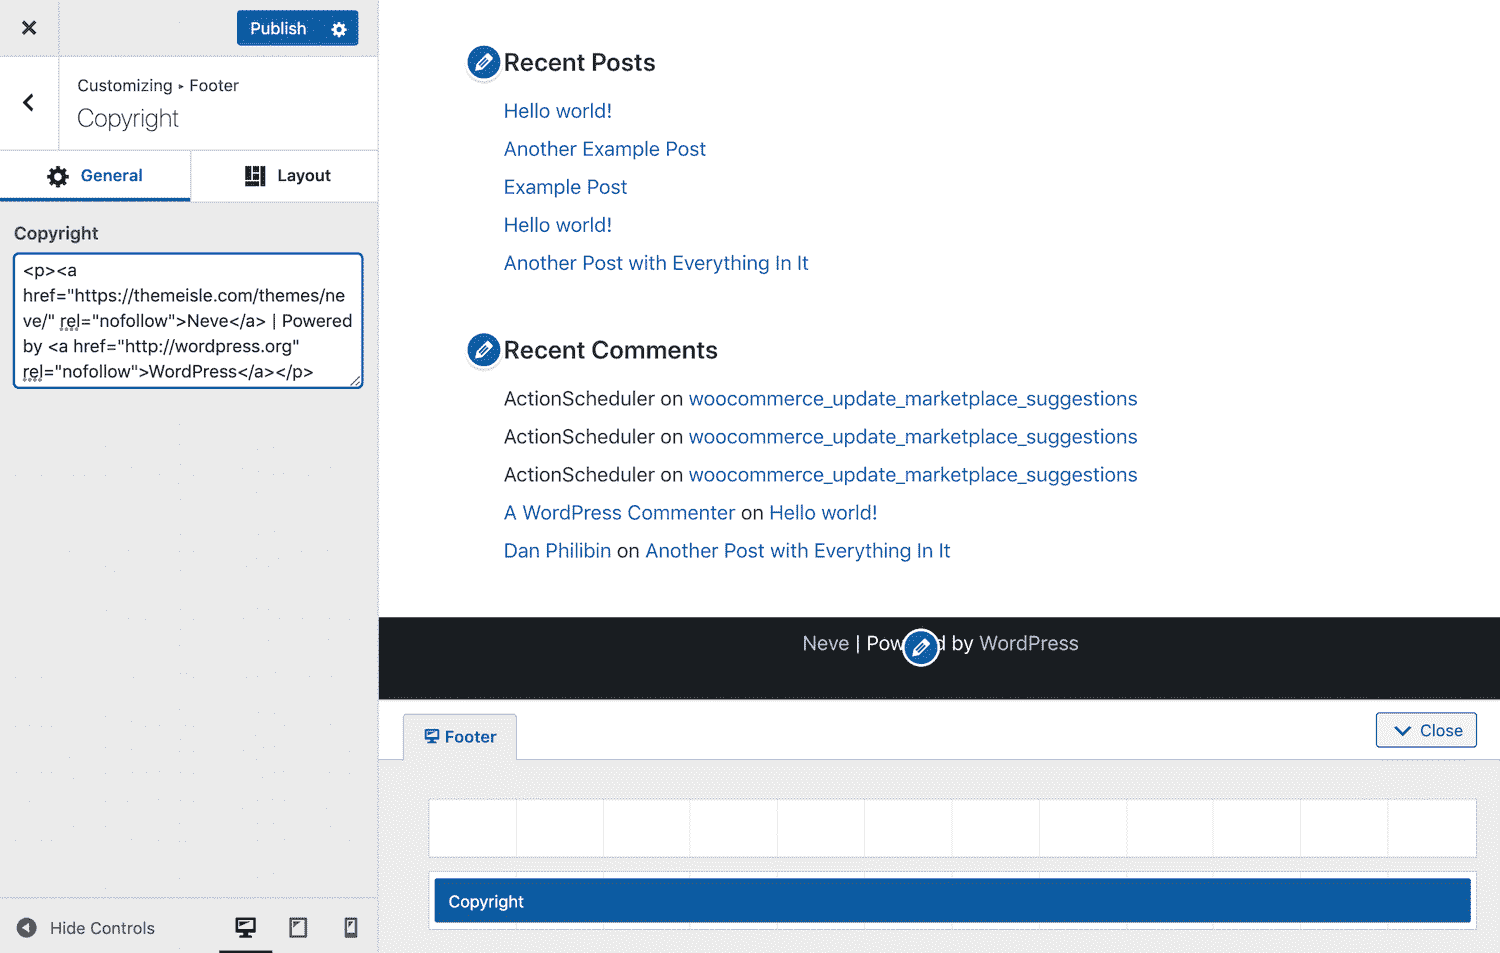 Publish
Customizing ▸ Footer
Copyright
General
Layout
Copyright
<p><a
href="https://themeisle.com/themes/ne
ve/" rel="nofollow">Neve</a> | Powered
by <a href="http://wordpress.org"
rel="nofollow">WordPress</a></p>
Hide Controls
Recent Posts
Hello world!
Another Example Post
Example Post
Hello world!
Another Post with Everything In It
Recent Comments
ActionScheduler on woocommerce_update_marketplace_suggestions
ActionScheduler on woocommerce_update_marketplace_suggestions
ActionScheduler on woocommerce_update_marketplace_suggestions
A WordPress Commenter on Hello world!
Dan Philibin on Another Post with Everything In It
Neve | Powered by WordPress
Footer
Close
Copyright